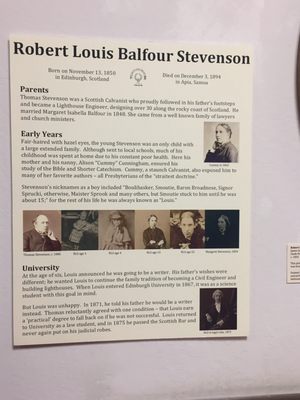 Robert Louis Balfour Stevenson
Born on November 13, 1850
in Edinburgh, Scotland
Died on December 3, 1894
in Apia, Samoa
Parents
Thomas Stevenson was a Scottish Calvanist who proudly followed in his father's footsteps
and became a Lighthouse Engineer, designing over 30 along the rocky coast of Scotland. He
married Margaret Isabella Balfour in 1848. She came from a well known family of lawyers
and church ministers.
Early Years
Fair-haired with hazel eyes, the young Stevenson was an only child with
a large extended family. Although sent to local schools, much of his
childhood was spent at home due to his constant poor health. Here his
mother and his nanny, Alison "Cummy" Cunningham, ensured his
study of the Bible and Shorter Catechism. Cummy, a staunch Calvanist, also exposed him to
many of her favorite authors – all Presbyterians of the "strictest doctrine."
Stevenson's nicknames as a boy included "Boulihasker, Smoutie, Baron Broadnose, Signor
Sprucki, otherwise, Maister Sprook and many others, but Smoutie stuck to him until he was
about 15;" for the rest of his life he was always known as "Louis."
University
At the age of six, Louis announced he was going to be a writer. His father's wishes were
different; he wanted Louis to continue the family tradition of becoming a Civil Engineer and
building lighthouses. When Louis entered Edinburgh University in 1867, it was as a science
student with this goal in mind.
But Louis was unhappy. In 1871, he told his father he would be a writer
instead. Thomas reluctantly agreed with one condition – that Louis earn
a 'practical' degree to fall back on if he was not successful. Louis returned
to University as a law student, and in 1875 he passed the Scottish Bar and
never again put on his judicial robes.